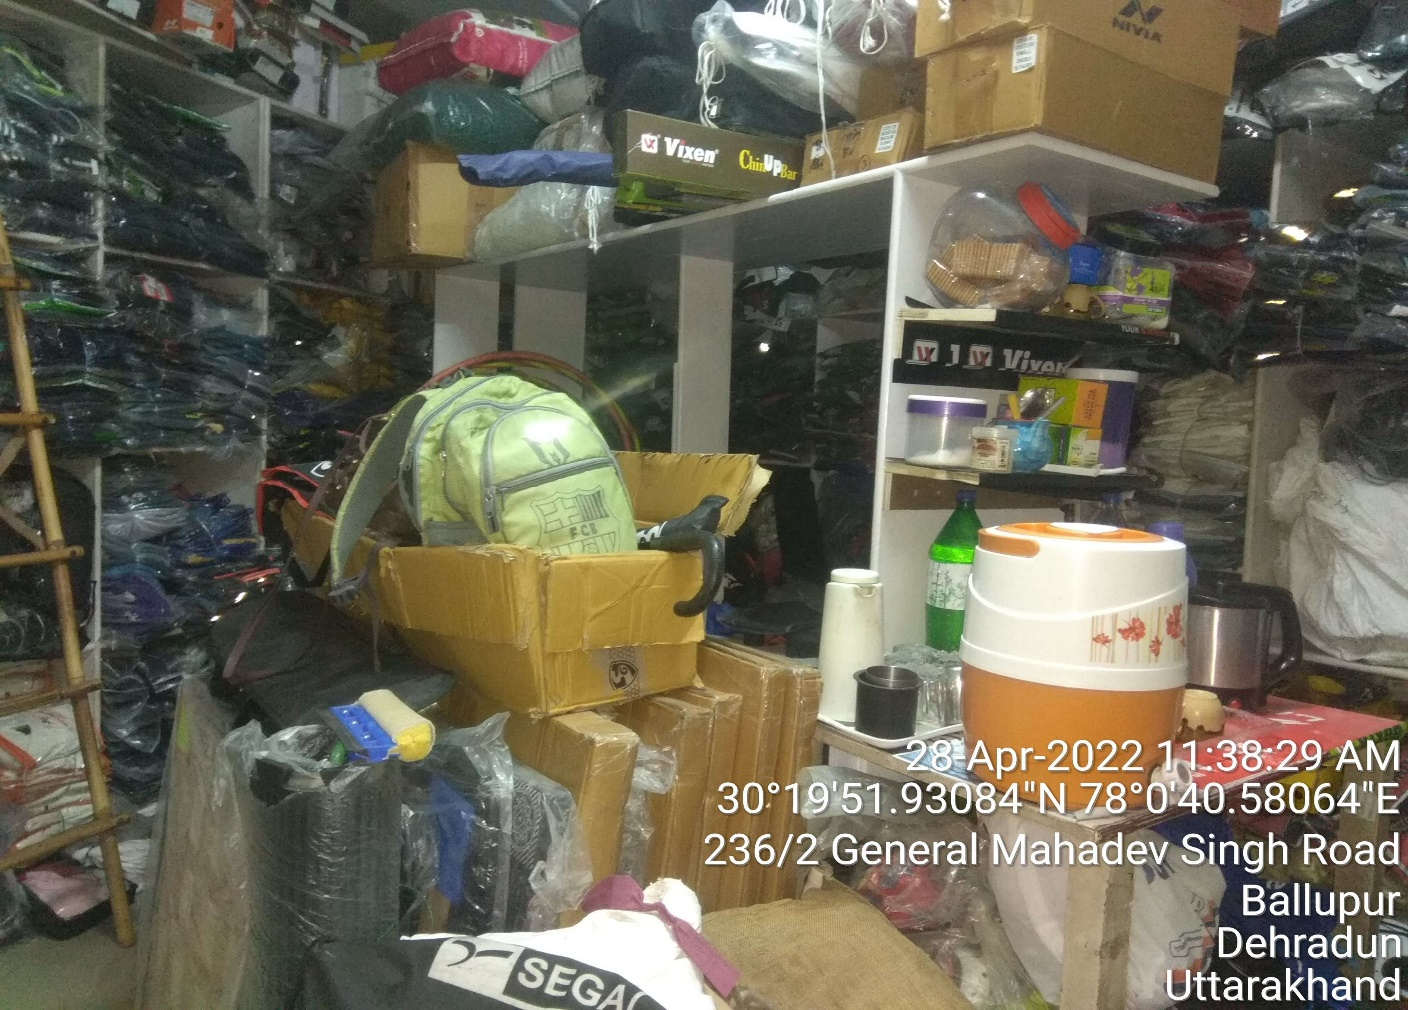 NIVIA
Vixen
ChinUpBar
Vixen
FCB
SEGA
28-Apr-2022 11:38:29 AM
30°19'51.93084"N 78°0'40.58064"E
236/2 General Mahadev Singh Road
Ballupur
Dehradun
Uttarakhand